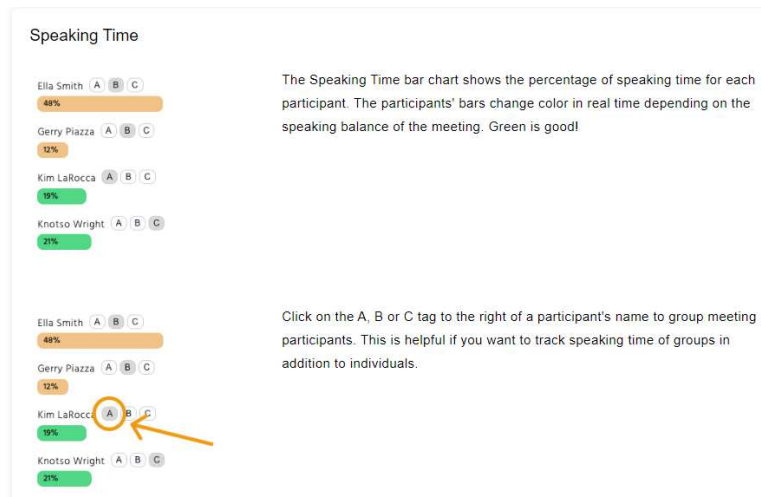 Speaking Time
Ella Smith A B C
48%
Gerry Piazza A B C
12%
Kim LaRocca A B C
19%
Knotso Wright A B C
21%
The Speaking Time bar chart shows the percentage of speaking time for each
participant. The participants' bars change color in real time depending on the
speaking balance of the meeting. Green is good!
Ella Smith A B C
48%
Gerry Piazza A B C
12%
Kim LaRocca A B C
19%
Knotso Wright A B C
21%
Click on the A, B or C tag to the right of a participant's name to group meeting
participants. This is helpful if you want to track speaking time of groups in
addition to individuals.